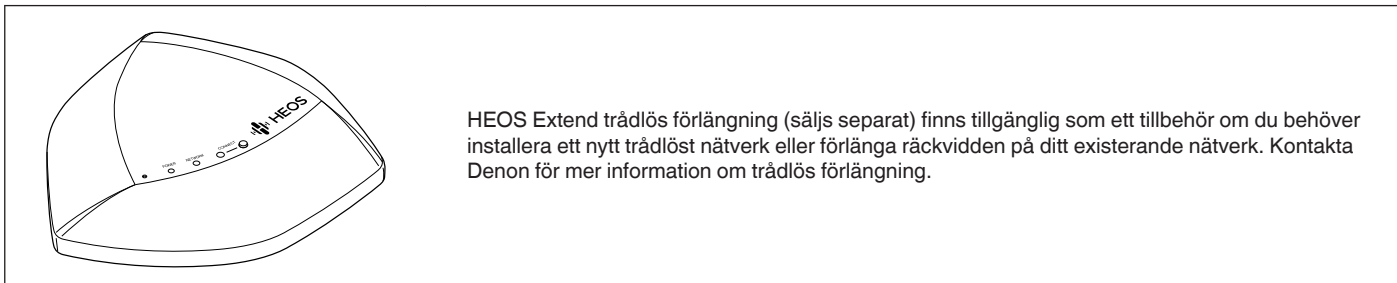 HEOS
POWER NETWORK CONNECT
HEOS Extend trådlös förlängning (säljs separat) finns tillgänglig som ett tillbehör om du behöver
installera ett nytt trådlöst nätverk eller förlänga räckvidden på ditt existerande nätverk. Kontakta
Denon för mer information om trådlös förlängning.